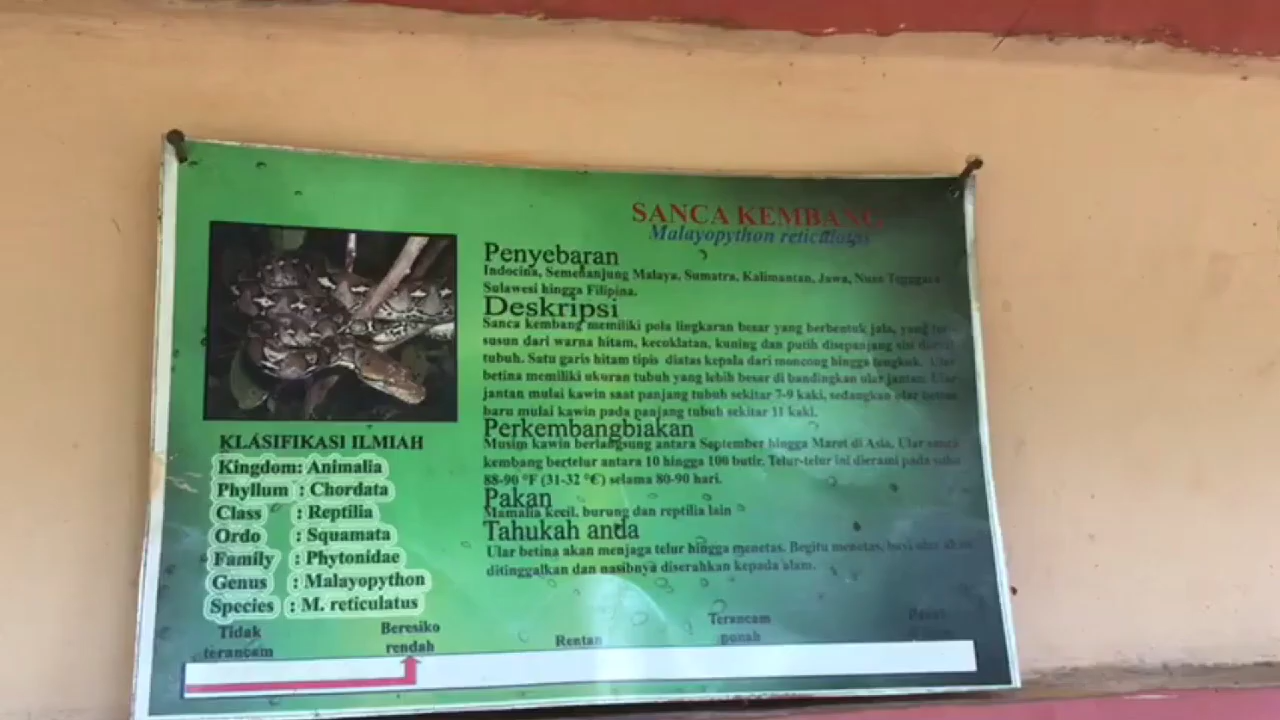 SANCA KEMBANG
Malayopython reticulatus
Penyebaran
Indocina, Semenanjung Malaya, Sumatra, Kalimantan, Jawa, Nusa Tenggara
Sulawesi hingga Filipina.
Deskripsi
Sanca kembang memiliki pola lingkaran besar yang berbentuk jala, yang ter-
susun dari warna hitam, kecoklatan, kuning dan putih disepanjang sisi dorsal
tubuh. Satu garis hitam tipis diatas kepala dari moncong hingga tengkuk. Ular
betina memiliki ukuran tubuh yang lebih besar di bandingkan ular jantan. Ular
jantan mulai kawin saat panjang tubuh sekitar 7-9 kaki, sedangkan ular betina
baru mulai kawin pada panjang tubuh sekitar 11 kaki.
Perkembangbiakan
Musim kawin berlangsung antara September hingga Maret di Asia. Ular sanca
kembang bertelur antara 10 hingga 100 butir. Telur-telur ini dierami pada suhu
88-90 °F (31-32 °C) selama 80-90 hari.
Pakan
Mamalia kecil, burung dan reptilia lain
Tahukah anda
Ular betina akan menjaga telur hingga menetas. Begitu menetas, bayi ular akan
ditinggalkan dan nasibnya diserahkan kepada alam.
KLASIFIKASI ILMIAH
Kingdom: Animalia
Phyllum : Chordata
Class : Reptilia
Ordo : Squamata
Family : Phytonidae
Genus : Malayopython
Species : M. reticulatus
Tidak
terancam
Beresiko
rendah
Rentan
Terancam
punah